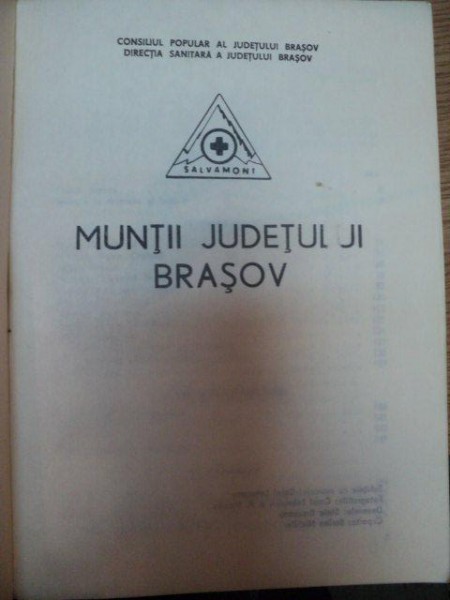 CONSILIUL POPULAR AL JUDEȚULUI BRAȘOV
DIRECȚIA SANITARĂ A JUDEȚULUI BRAȘOV
SALVAMONT
MUNȚII JUDEȚULUI
BRAȘOV